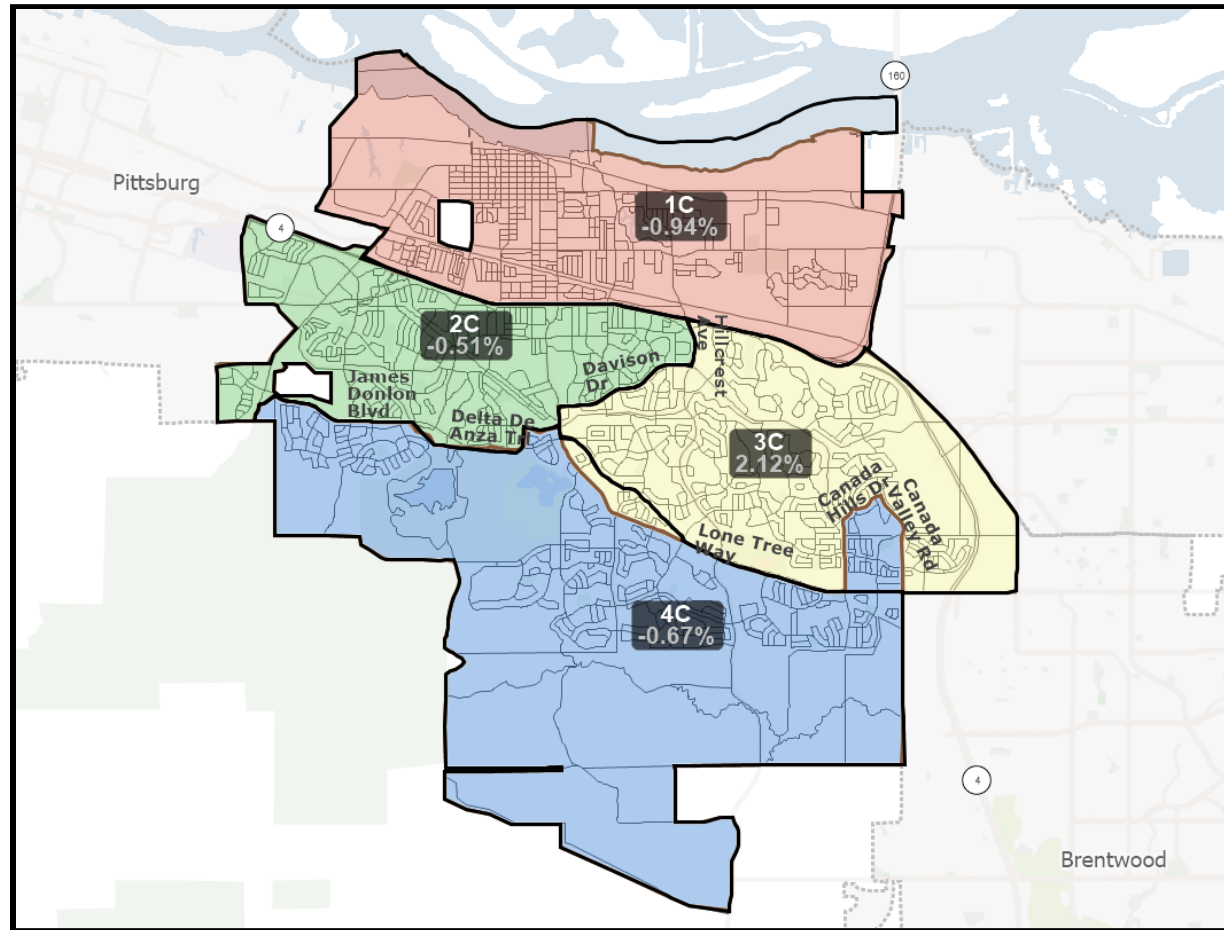 160
Pittsburg
1C
-0.94%
4
2C
-0.51%
Hillcrest
Ave
Davison
Dr
James
Donlon
Blvd
Delta De
Anza Trl
3C
2.12%
Canada
Hills Dr
Canada
Valley Rd
Lone Tree
Way
4C
-0.67%
4
Brentwood